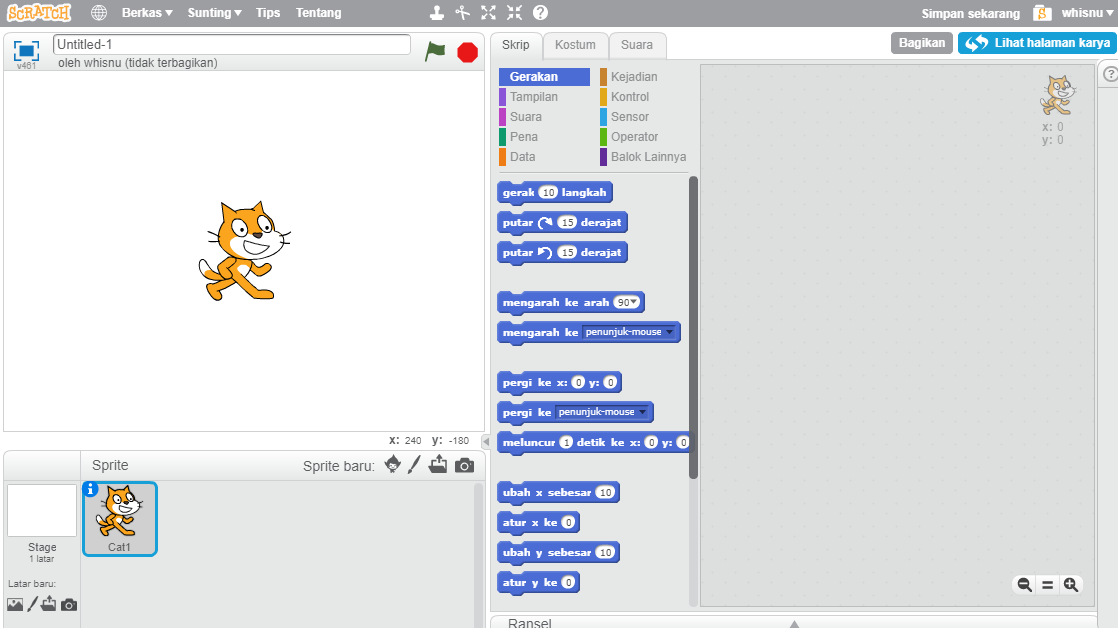 SCRATCH Berkas Sunting Tips Tentang ? Simpan sekarang S whisnu
v461 Untitled-1
oleh whisnu (tidak terbagikan)
Skrip Kostum Suara
Bagikan Lihat halaman karya
?
Gerakan Kejadian
Tampilan Kontrol
Suara Sensor
Pena Operator
Data Balok Lainnya
x: 0
y: 0
gerak 10 langkah
putar 15 derajat
putar 15 derajat
mengarah ke arah 90
mengarah ke penunjuk-mouse
pergi ke x: 0 y: 0
pergi ke penunjuk-mouse
meluncur 1 detik ke x: 0 y: 0
ubah x sebesar 10
atur x ke 0
ubah y sebesar 10
atur y ke 0
x: 240 y: -180
Sprite Sprite baru:
i
Cat1
Stage
1 latar
Latar baru:
Ransel